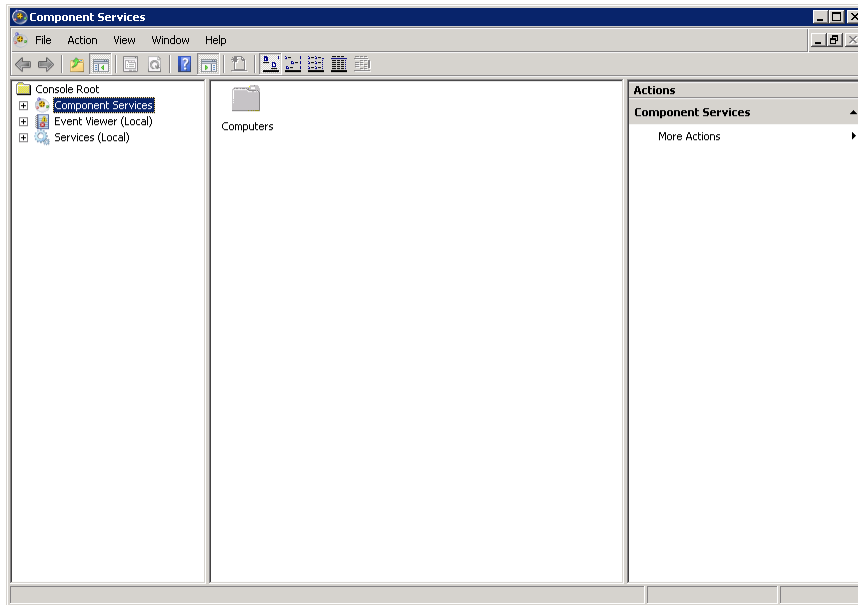 Component Services
File Action View Window Help
Console Root
Component Services
Event Viewer (Local)
Services (Local)
Computers
Actions
Component Services
More Actions